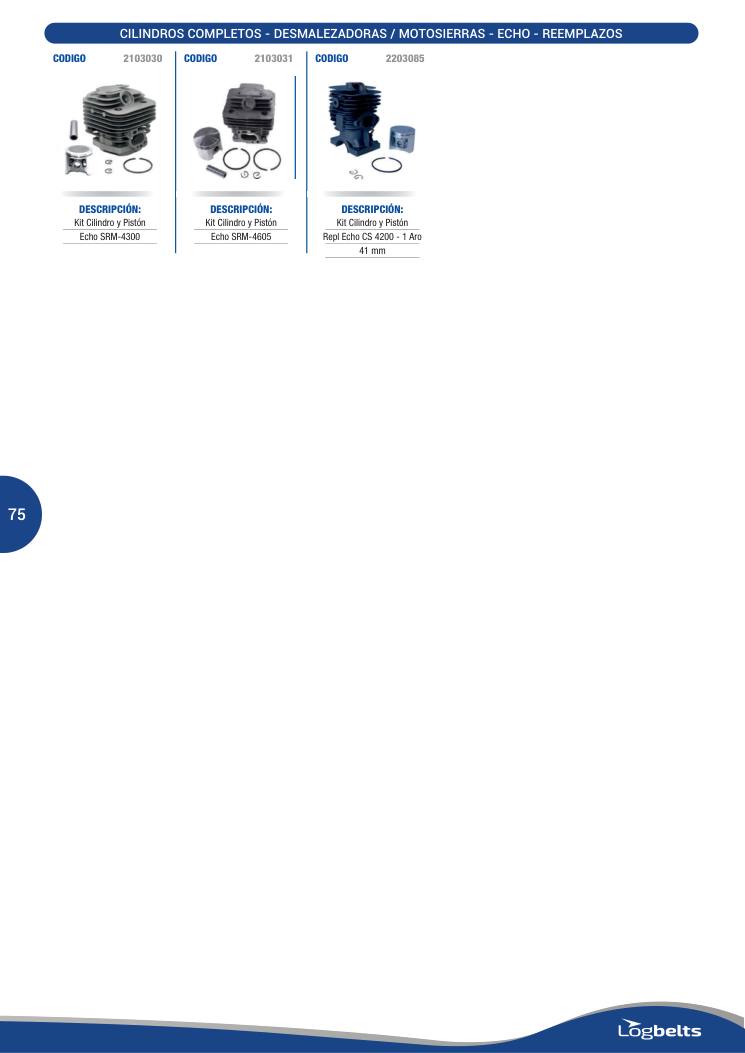 CILINDROS COMPLETOS - DESMALEZADORAS / MOTOSIERRAS - ECHO - REEMPLAZOS
CODIGO 2103030
DESCRIPCIÓN:
Kit Cilindro y Pistón
Echo SRM-4300
CODIGO 2103031
DESCRIPCIÓN:
Kit Cilindro y Pistón
Echo SRM-4605
CODIGO 2203085
DESCRIPCIÓN:
Kit Cilindro y Pistón
Repl Echo CS 4200 - 1 Aro
41 mm
75
Logbelts